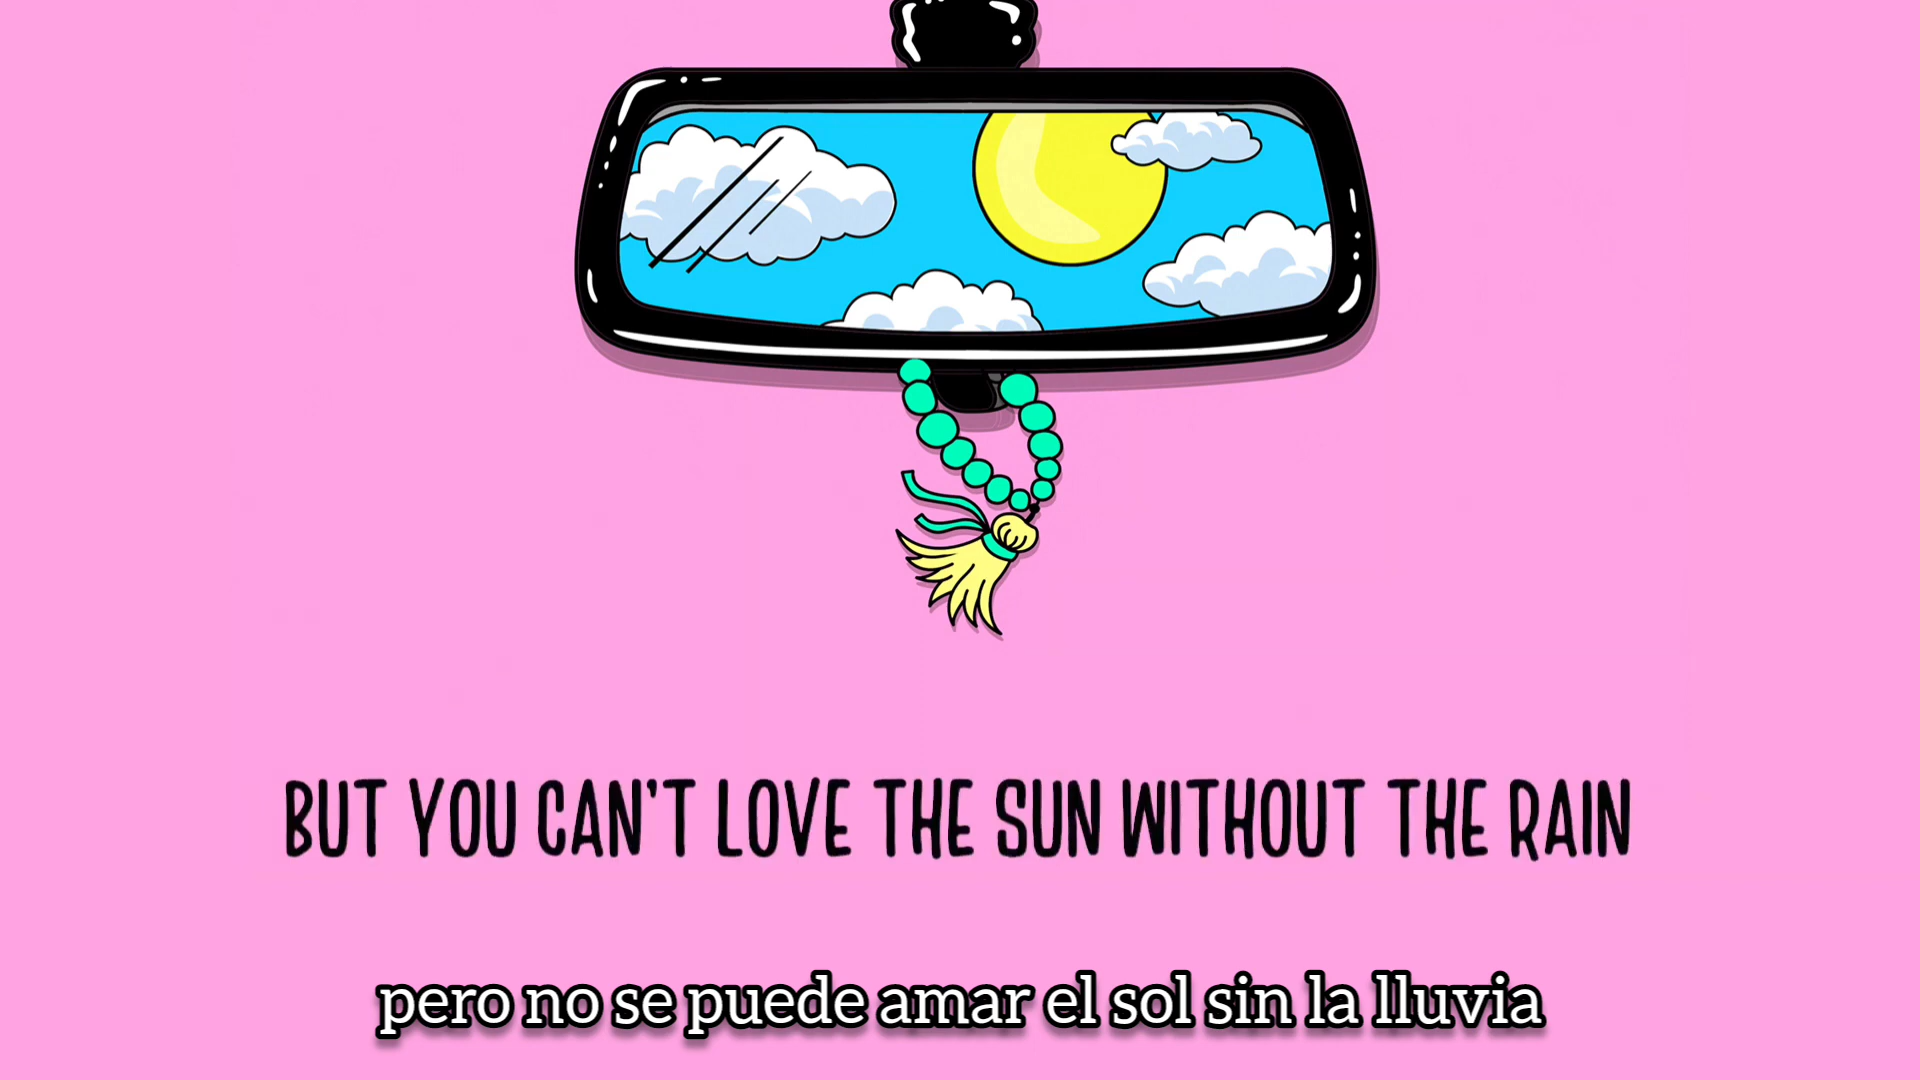 BUT YOU CAN'T LOVE THE SUN WITHOUT THE RAIN
pero no se puede amar el sol sin la lluvia